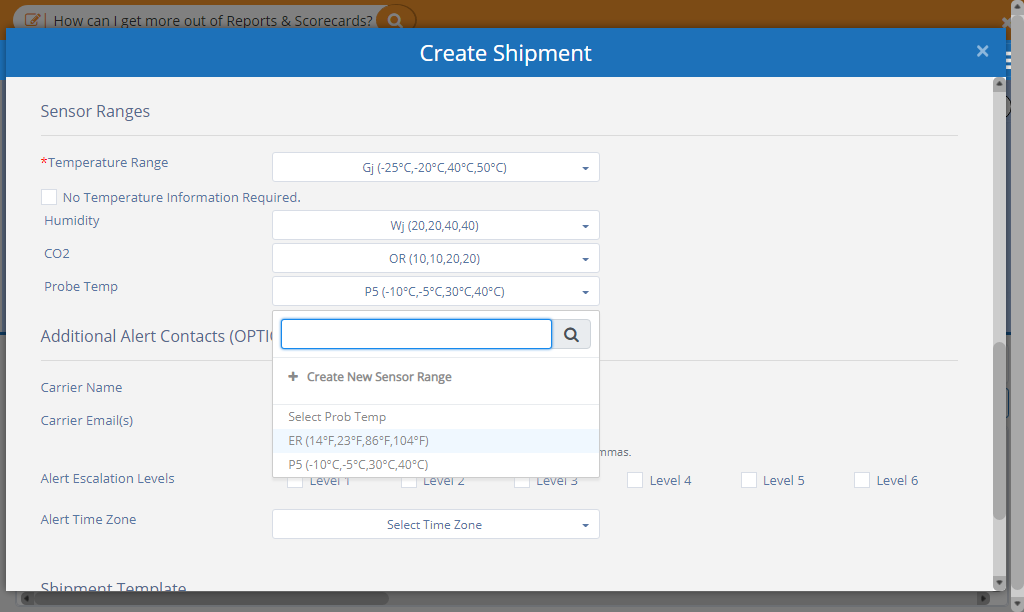 How can I get more out of Reports & Scorecards?
Create Shipment
×
Sensor Ranges
*Temperature Range
Gj (-25°C,-20°C,40°C,50°C)
No Temperature Information Required.
Humidity
Wj (20,20,40,40)
CO2
OR (10,10,20,20)
Probe Temp
P5 (-10°C,-5°C,30°C,40°C)
Additional Alert Contacts (OPTI
+ Create New Sensor Range
Carrier Name
Select Prob Temp
Carrier Email(s)
ER (14°F,23°F,86°F,104°F)
mmas.
P5 (-10°C,-5°C,30°C,40°C)
Alert Escalation Levels
Level 1
Level 2
Level 3
Level 4
Level 5
Level 6
Alert Time Zone
Select Time Zone
Shipment Template